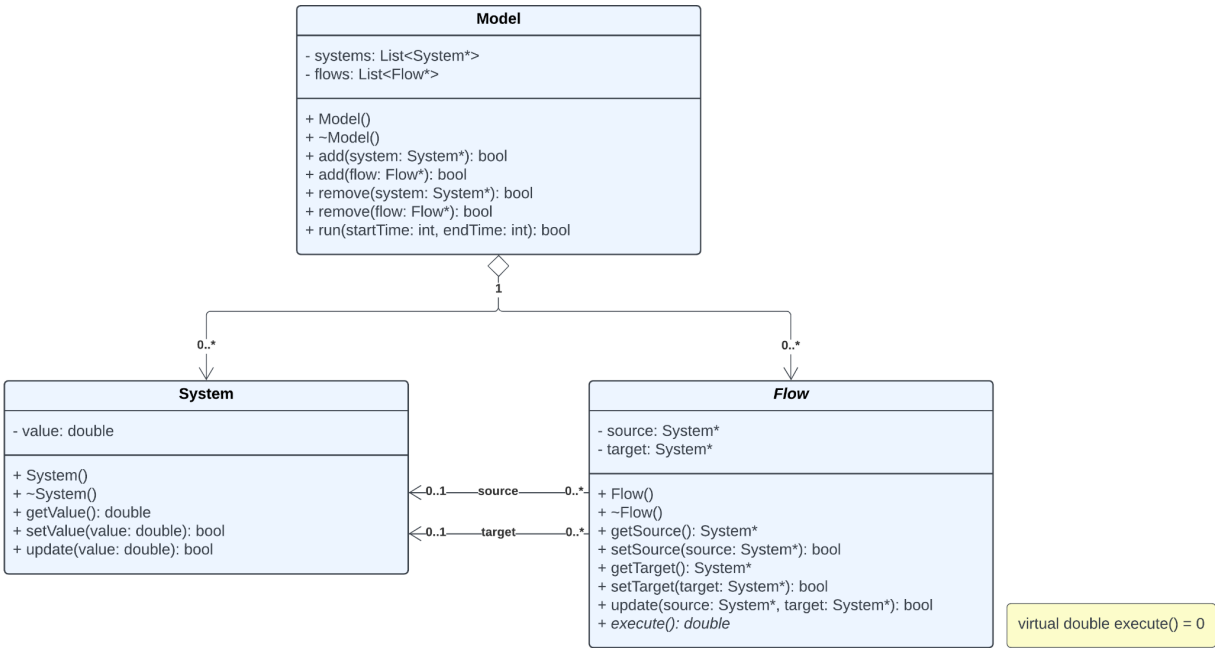 Model
- systems: List<System*>
- flows: List<Flow*>
+ Model()
+ ~Model()
+ add(system: System*): bool
+ add(flow: Flow*): bool
+ remove(system: System*): bool
+ remove(flow: Flow*): bool
+ run(startTime: int, endTime: int): bool
1
0..*
0..*
System
- value: double
+ System()
+ ~System()
+ getValue(): double
+ setValue(value: double): bool
+ update(value: double): bool
0..1 source 0..*
0..1 target 0..*
Flow
- source: System*
- target: System*
+ Flow()
+ ~Flow()
+ getSource(): System*
+ setSource(source: System*): bool
+ getTarget(): System*
+ setTarget(target: System*): bool
+ update(source: System*, target: System*): bool
+ execute(): double
virtual double execute() = 0